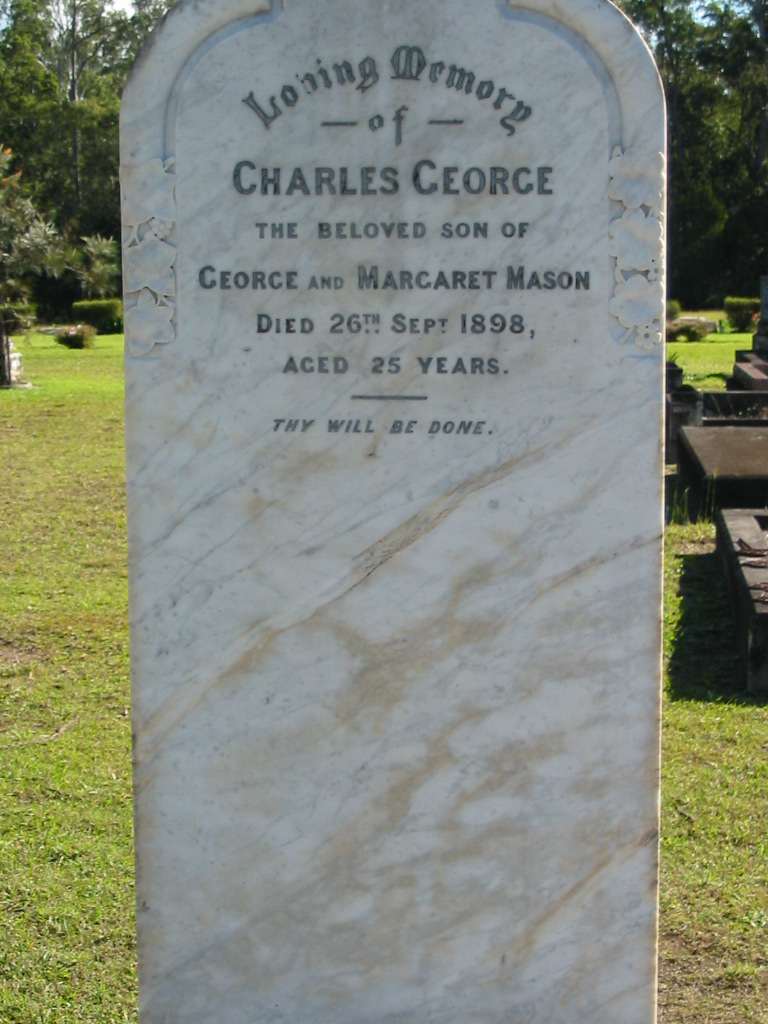 Loving Memory
— of —
CHARLES GEORGE
THE BELOVED SON OF
GEORGE AND MARGARET MASON
DIED 26TH SEPT 1898,
AGED 25 YEARS.
THY WILL BE DONE.